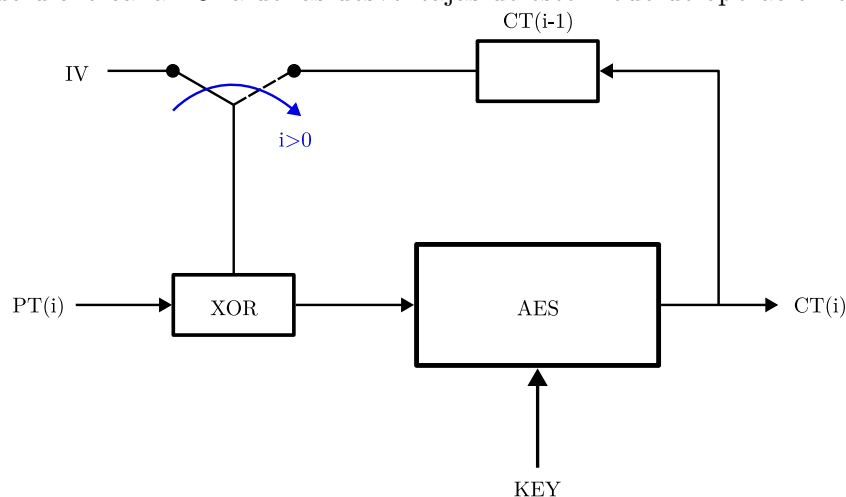 CT(i-1)
IV
i>0
PT(i)
XOR
AES
CT(i)
KEY